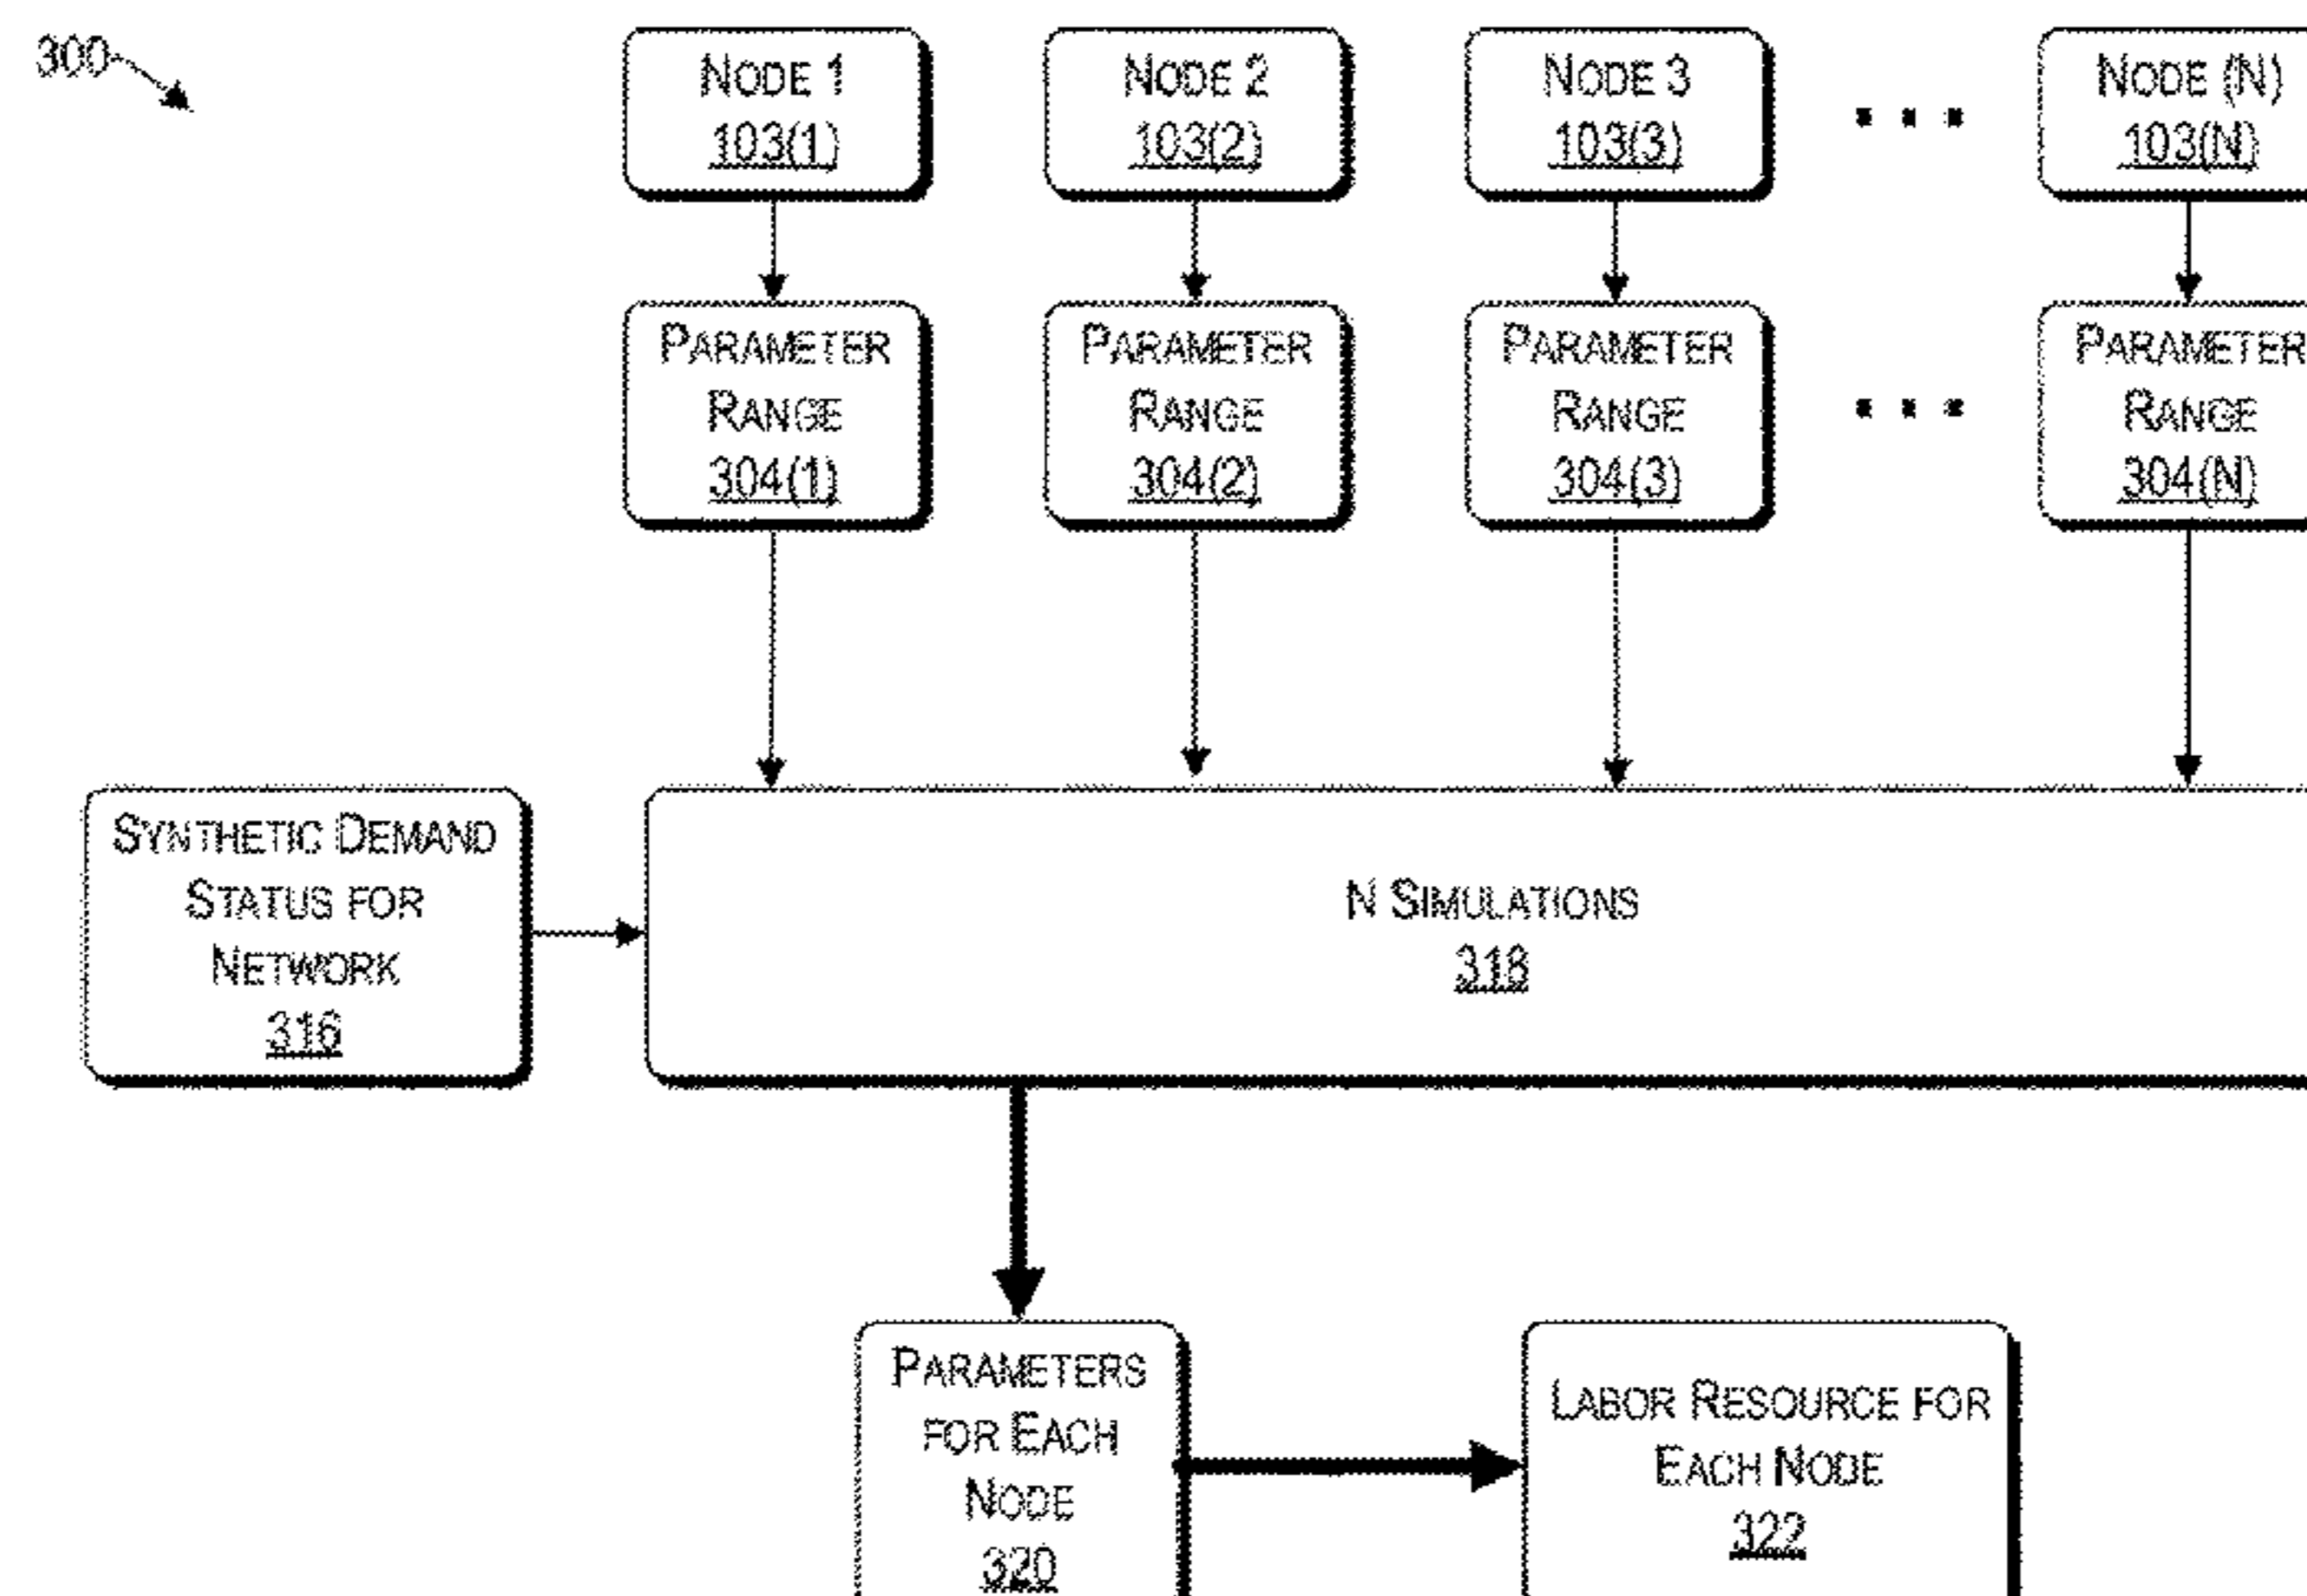 300
NODE 1
103(1)
NODE 2
103(2)
NODE 3
103(3)
NODE (N)
103(N)
PARAMETER
RANGE
304(1)
PARAMETER
RANGE
304(2)
PARAMETER
RANGE
304(3)
PARAMETER
RANGE
304(N)
SYNTHETIC DEMAND
STATUS FOR
NETWORK
316
N SIMULATIONS
318
PARAMETERS
FOR EACH
NODE
320
LABOR RESOURCE FOR
EACH NODE
322